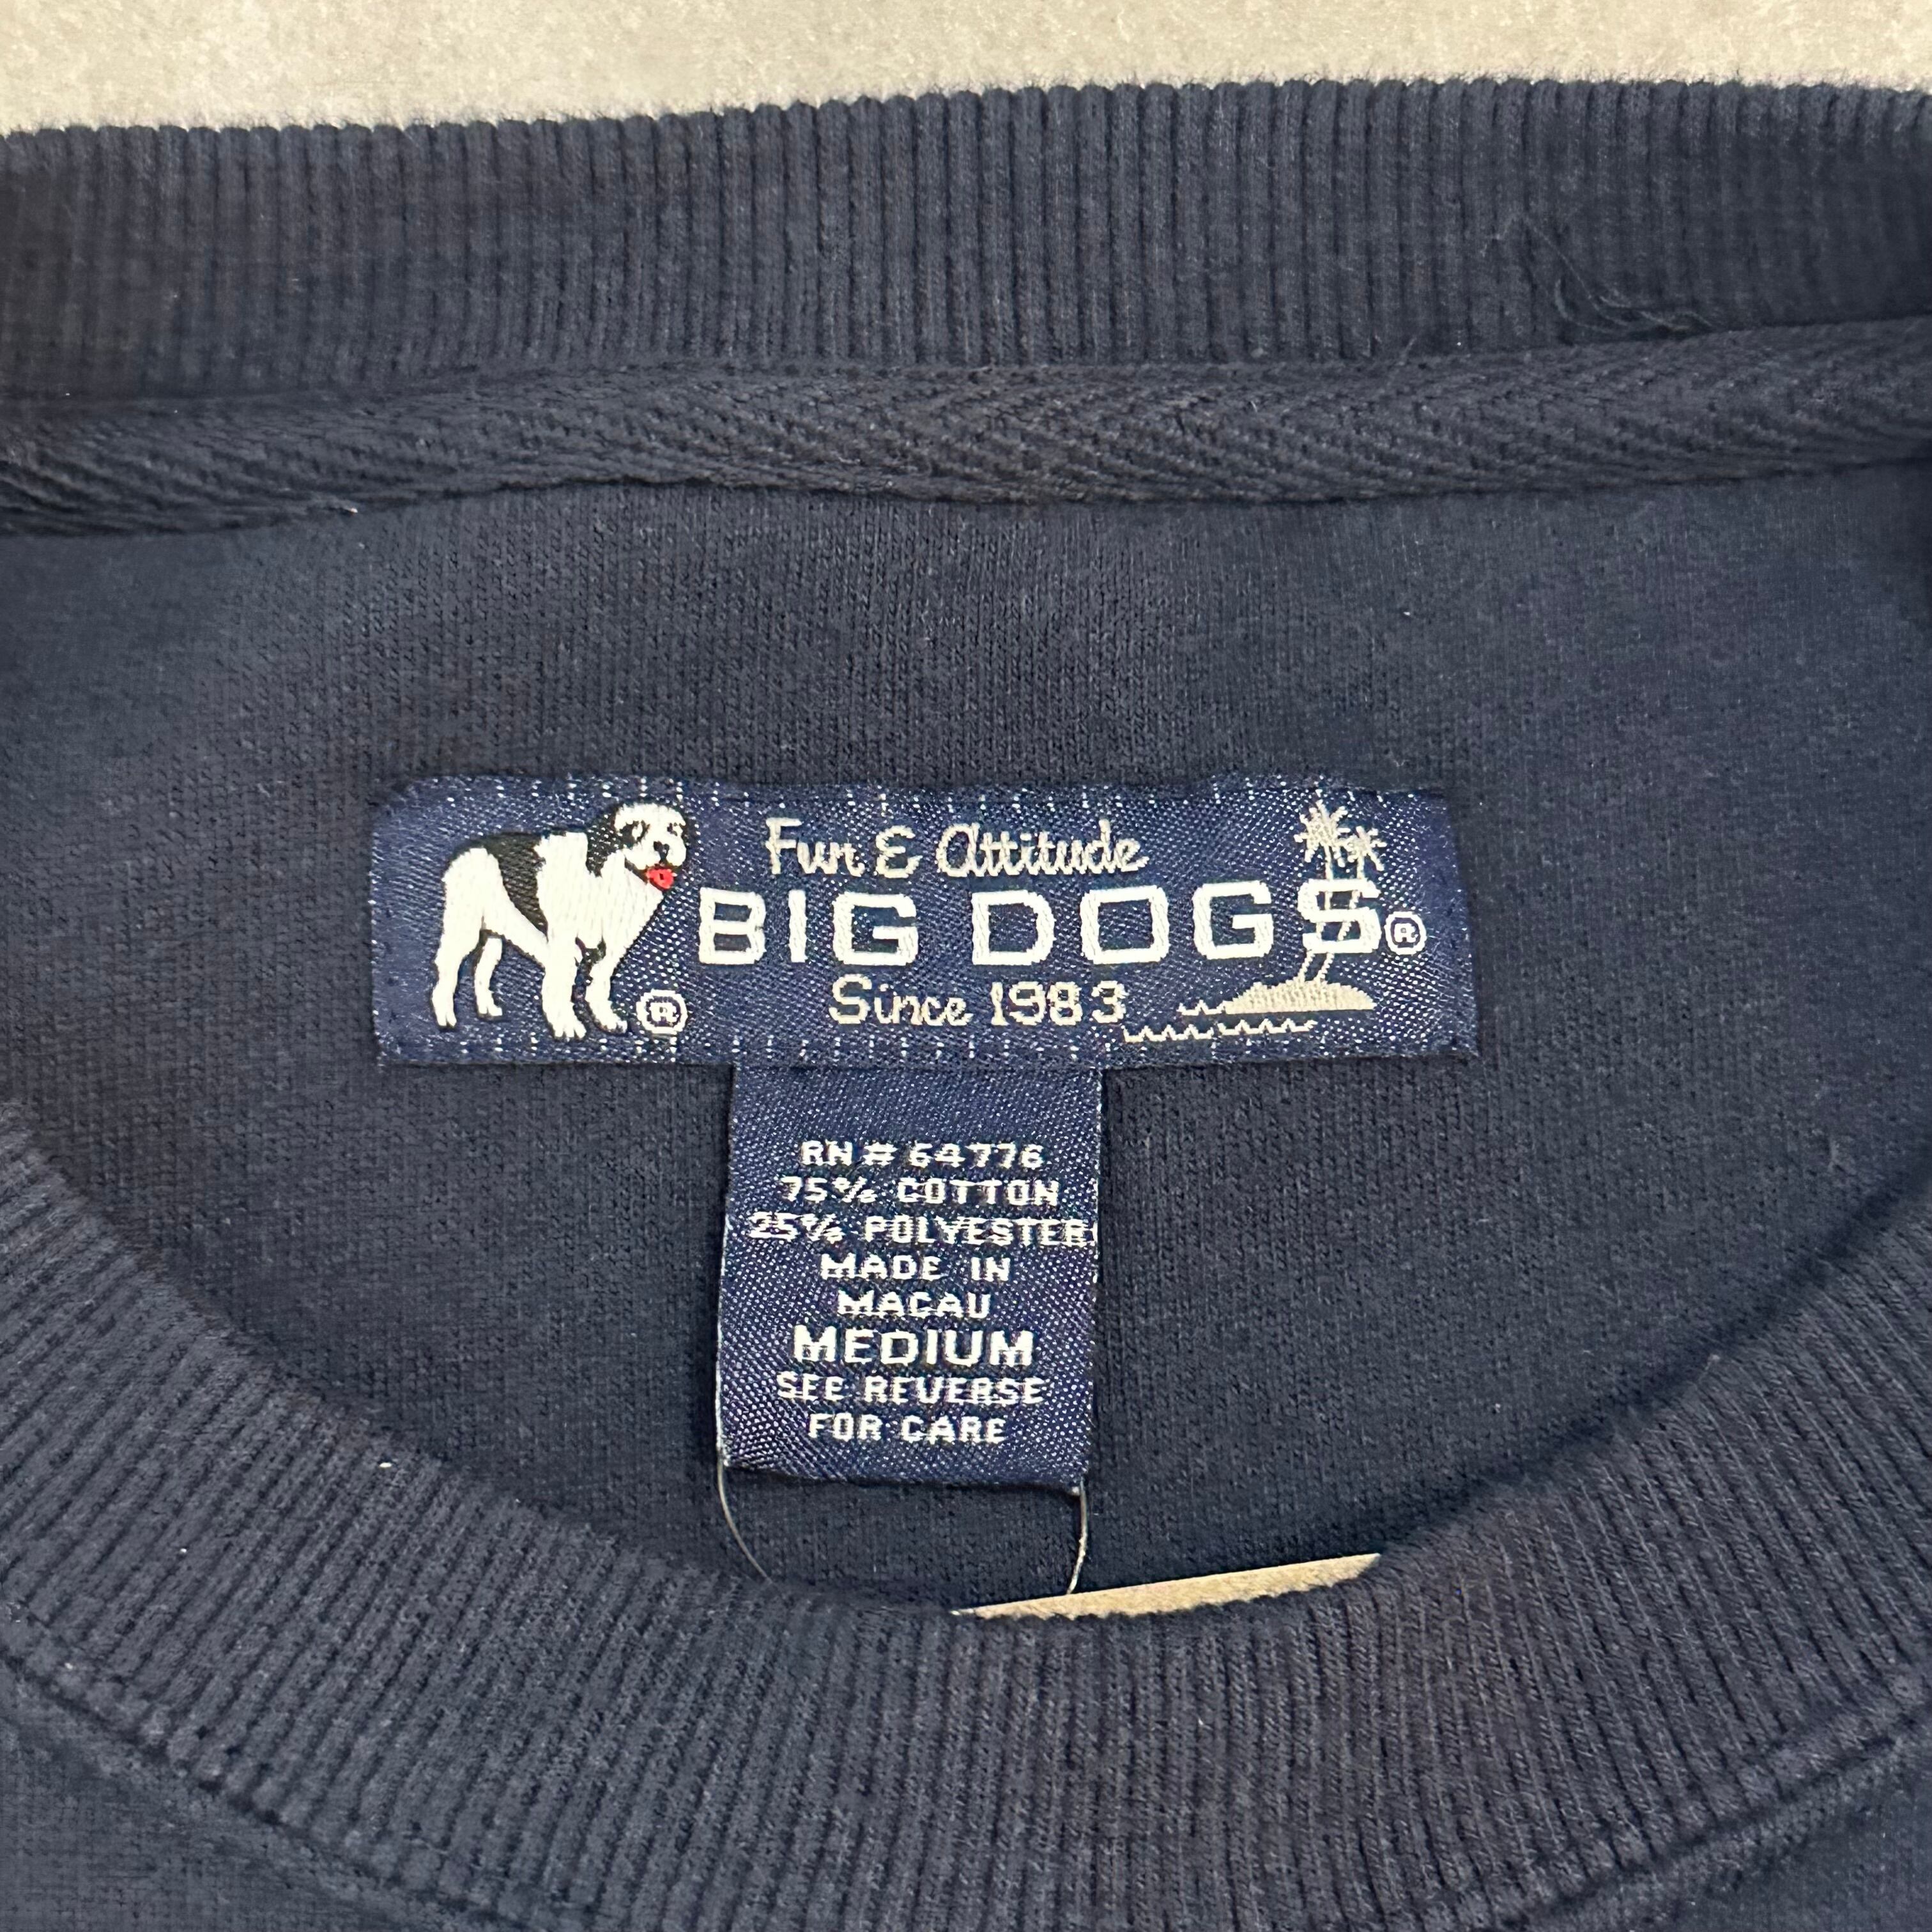 Fun & Attitude
BIG DOGS®
Since 1983
®
RN # 64776
75% COTTON
25% POLYESTER
MADE IN
MACAU
MEDIUM
SEE REVERSE
FOR CARE